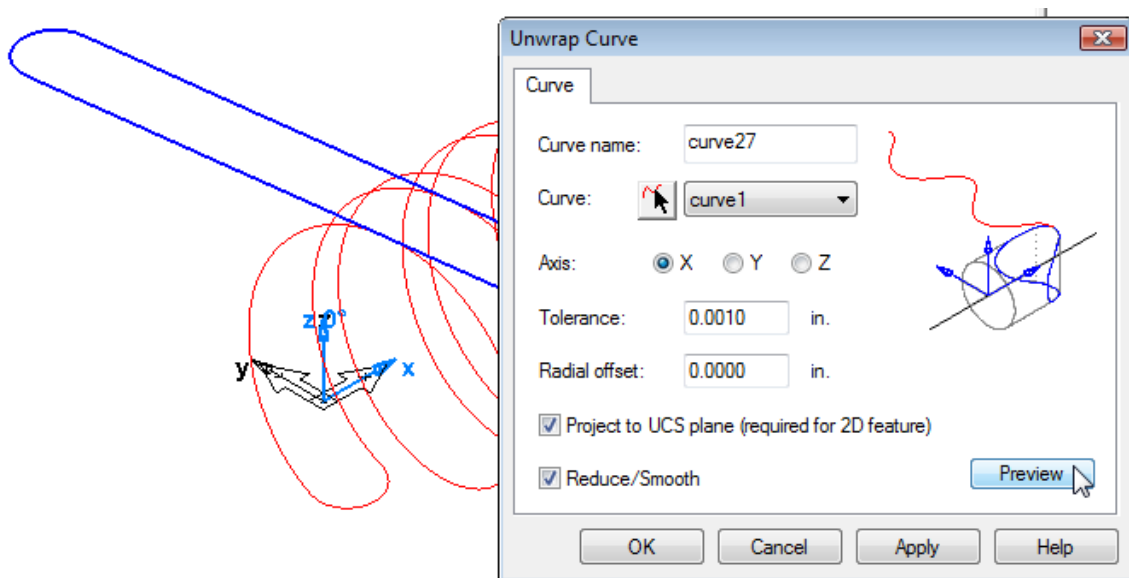 Unwrap Curve
Curve
Curve name: curve27
Curve: curve1
Axis: X Y Z
Tolerance: 0.0010 in.
Radial offset: 0.0000 in.
Project to UCS plane (required for 2D feature)
Reduce/Smooth
Preview
OK Cancel Apply Help
z 0°
y x